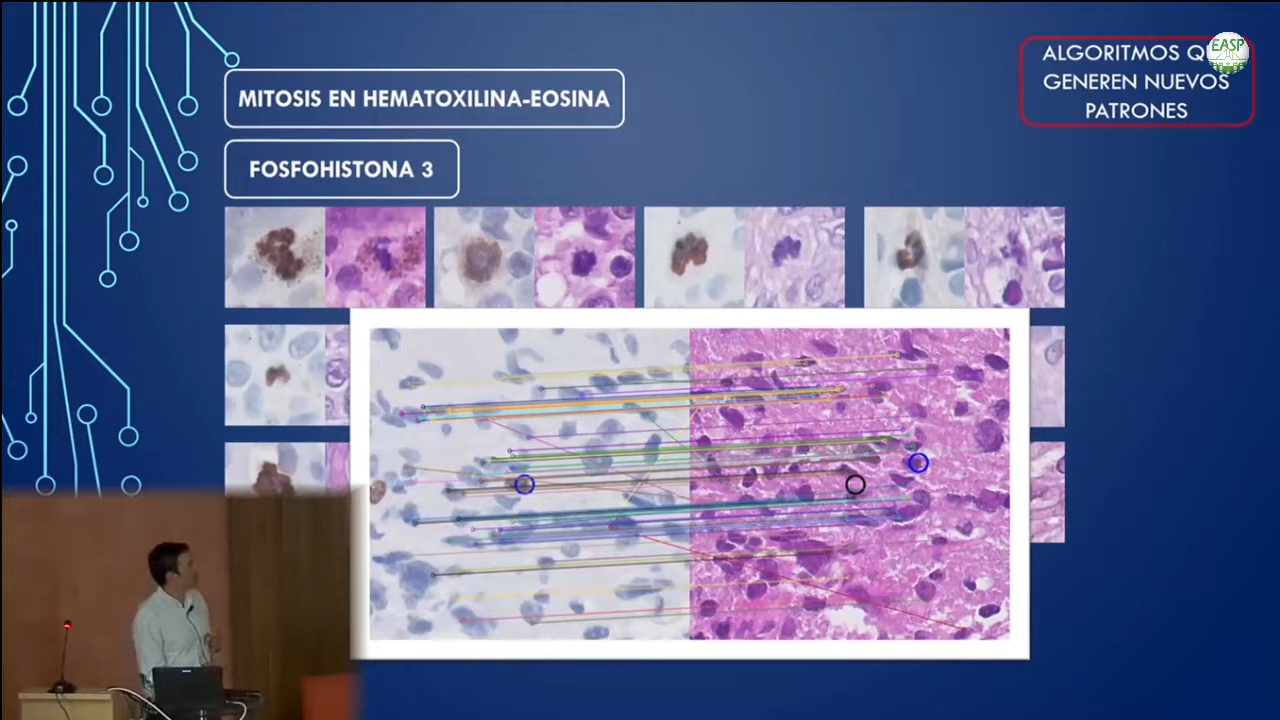 MITOSIS EN HEMATOXILINA-EOSINA
FOSFOHISTONA 3
ALGORITMOS
GENEREN NUEVOS
PATRONES
EASP